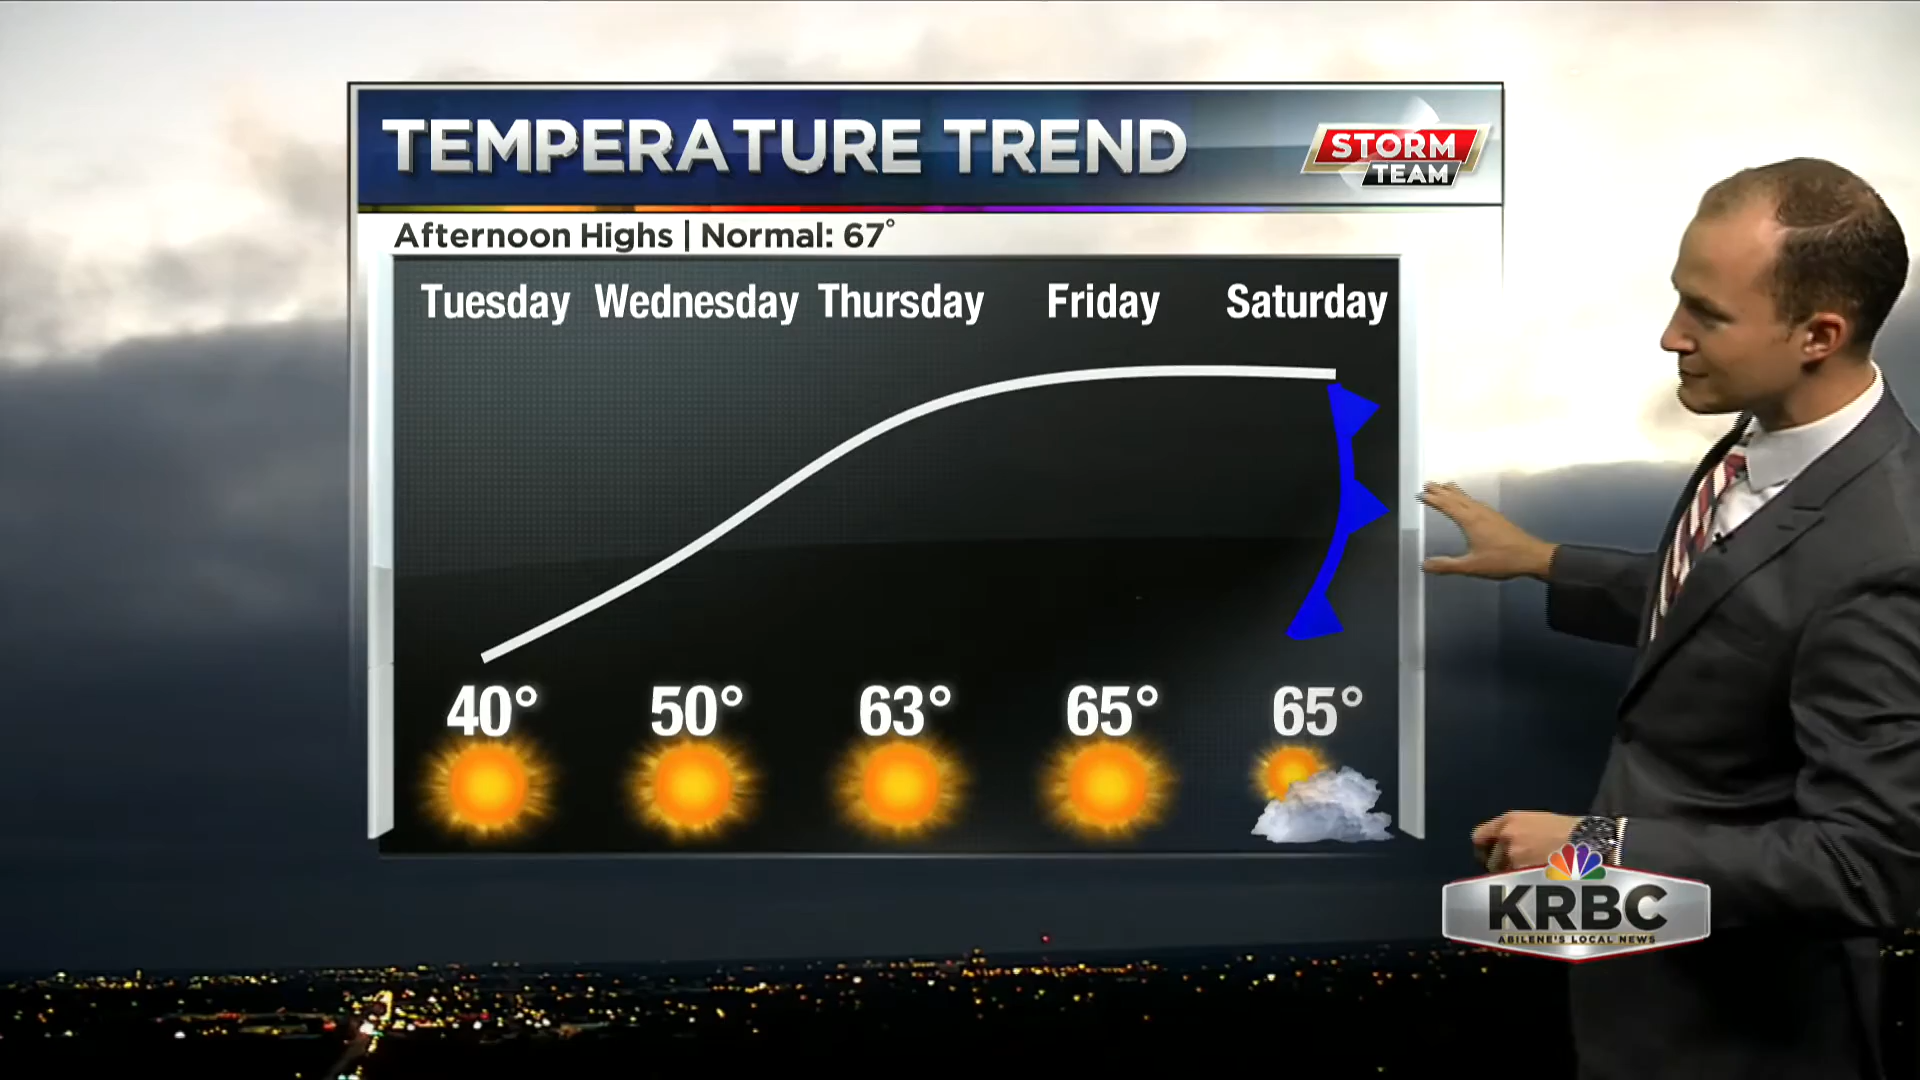 TEMPERATURE TREND
STORM
TEAM
Afternoon Highs | Normal: 67°
Tuesday Wednesday Thursday Friday Saturday
40° 50° 63° 65° 65°
KRBC
ABILENE'S LOCAL NEWS